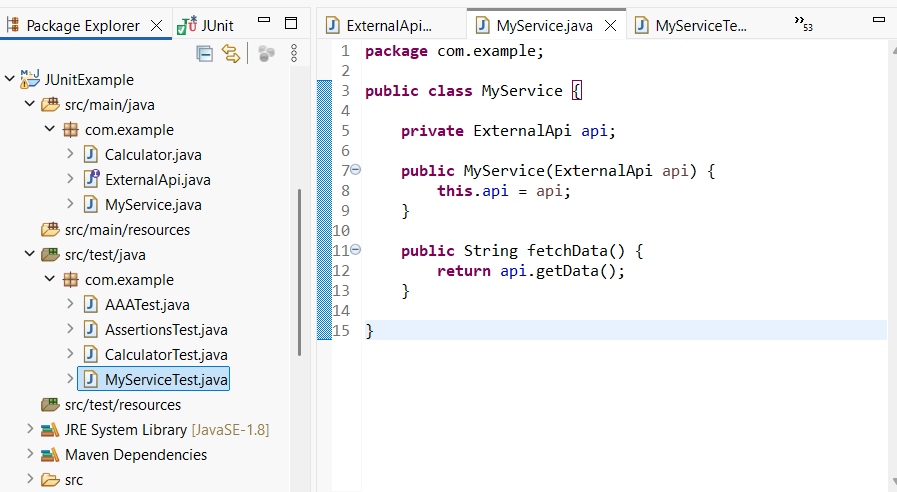 Package Explorer
JUnit
JUnitExample
src/main/java
com.example
Calculator.java
ExternalApi.java
MyService.java
src/main/resources
src/test/java
com.example
AAATest.java
AssertionsTest.java
CalculatorTest.java
MyServiceTest.java
src/test/resources
JRE System Library [JavaSE-1.8]
Maven Dependencies
src
ExternalApi...
MyService.java
MyServiceTe...
53
1 package com.example;
2
3 public class MyService {
4
5     private ExternalApi api;
6
7     public MyService(ExternalApi api) {
8         this.api = api;
9     }
10
11     public String fetchData() {
12         return api.getData();
13     }
14
15 }